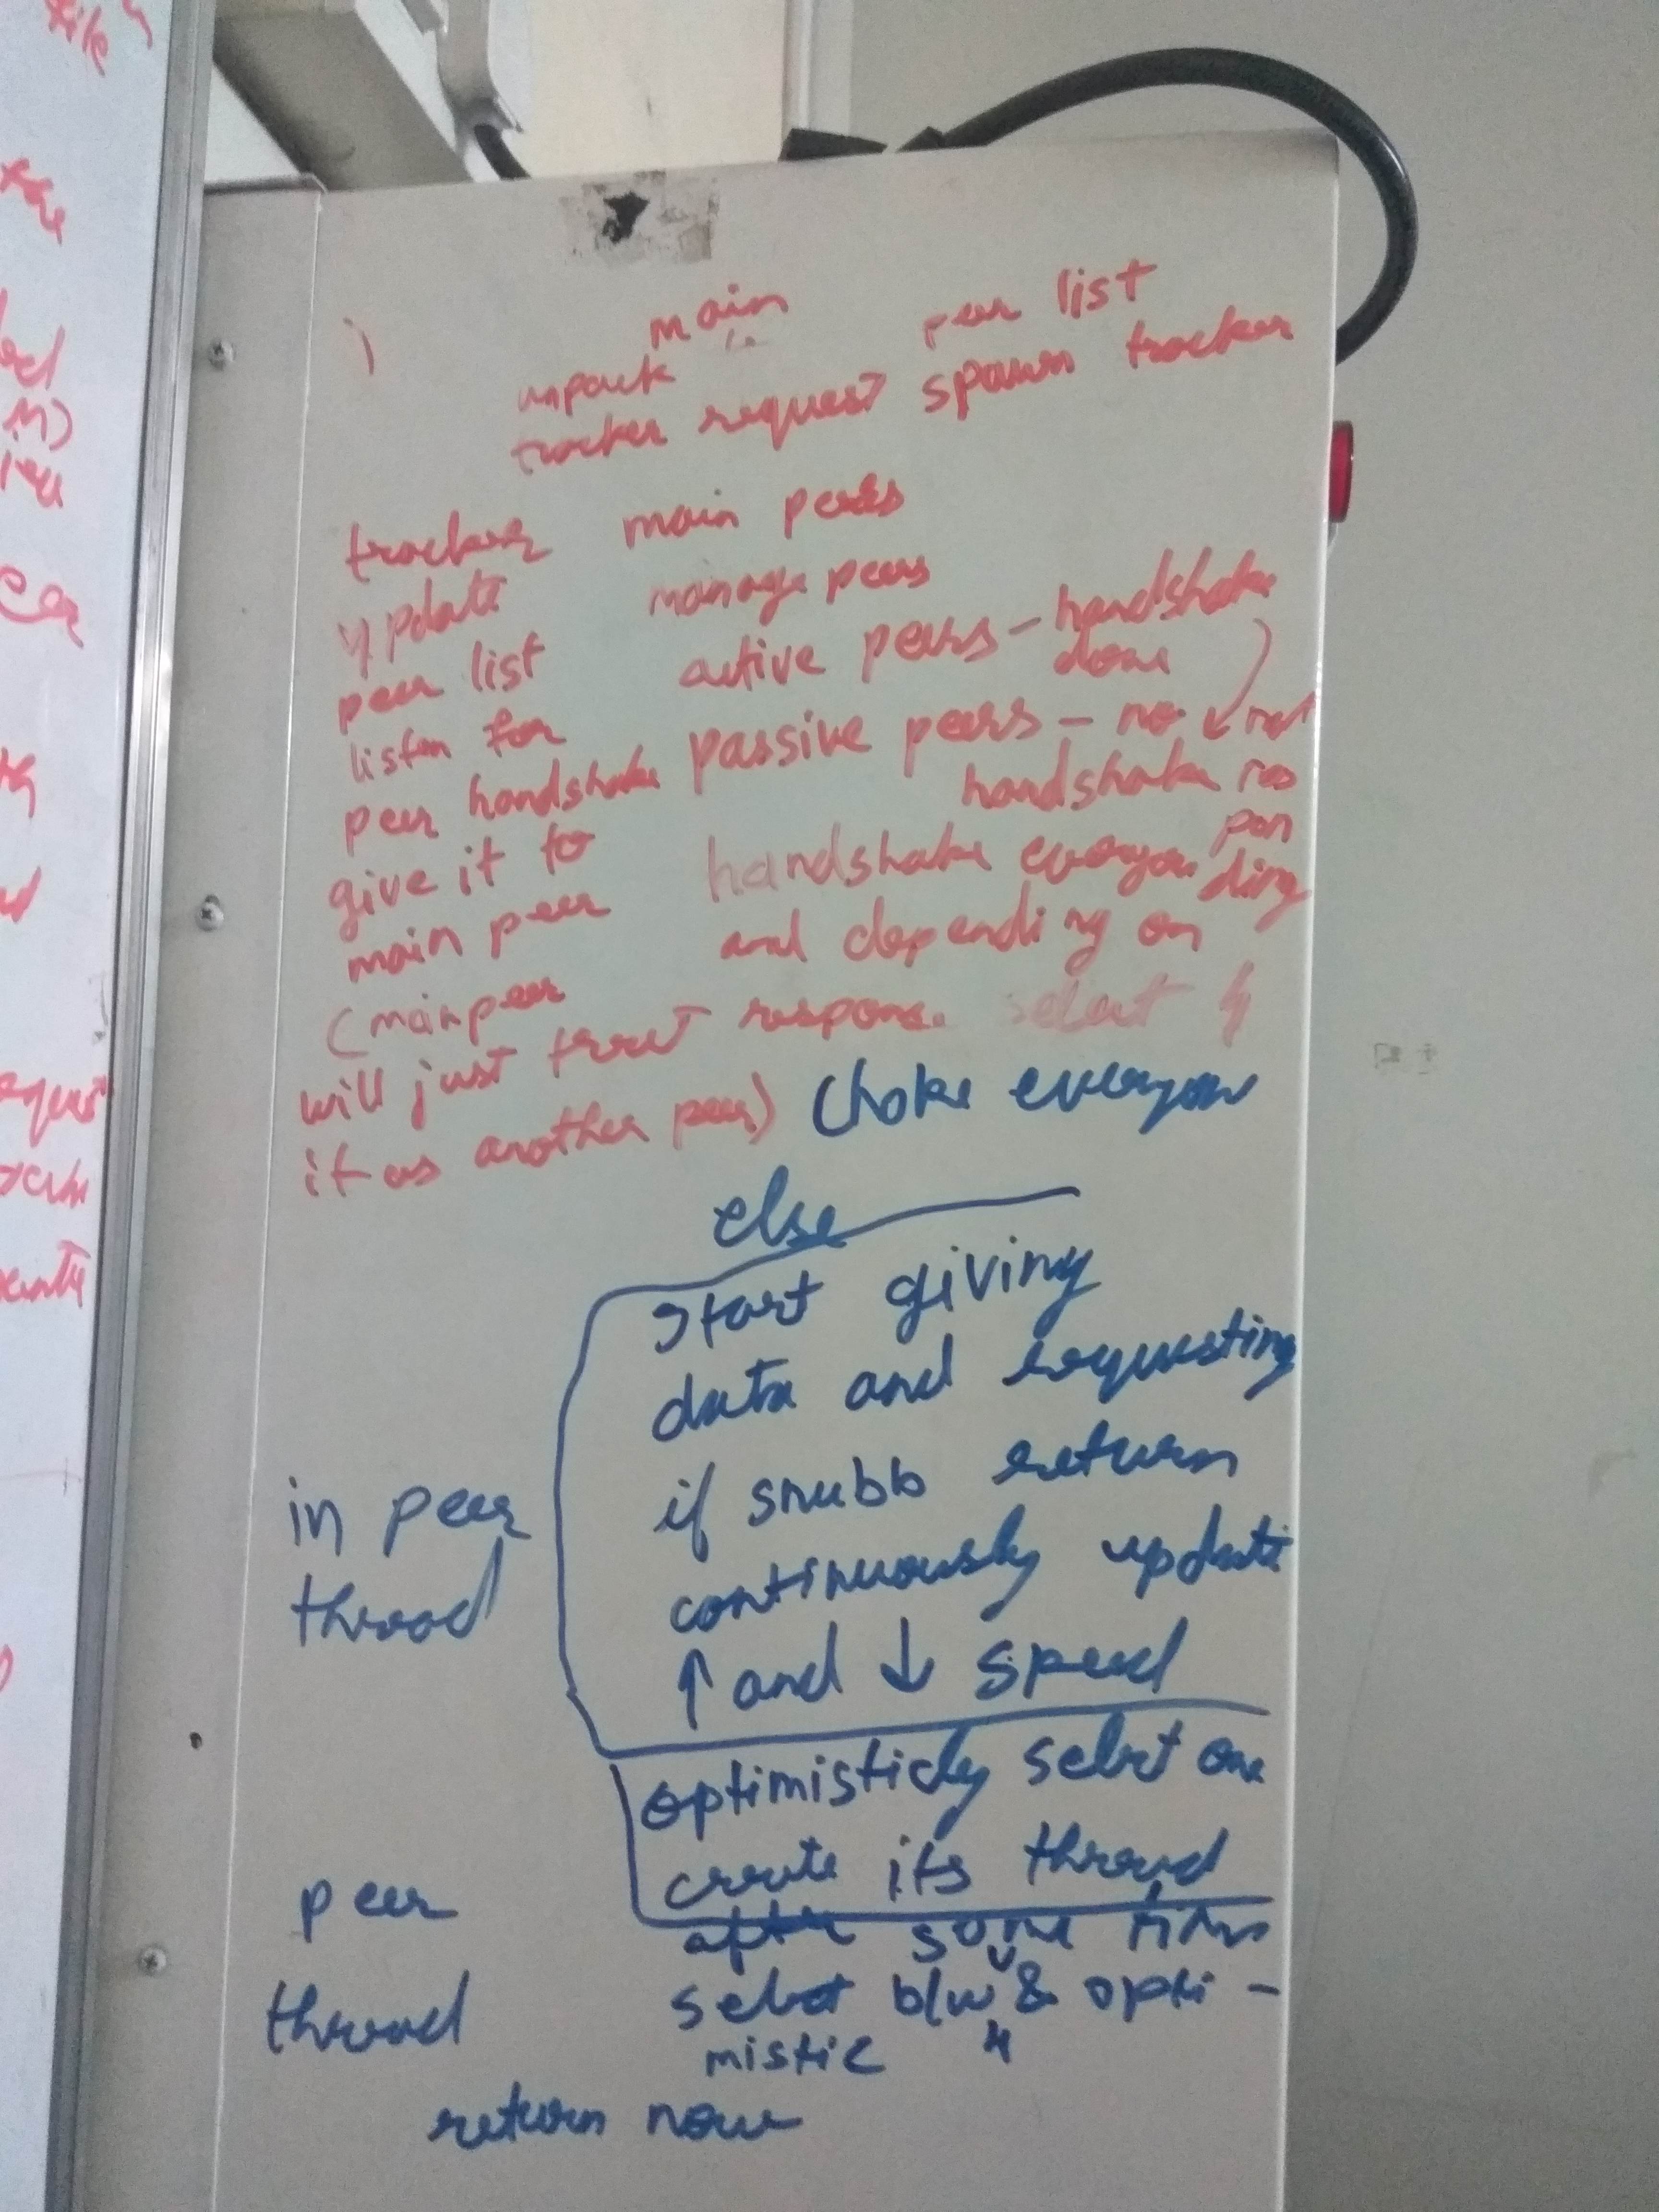 file
main
unpack
peer list
tracker request spawn tracker
tracker
update
peer list
listen for
peer handshake
give it to
main peer
(main peer
will just treat
it as another peer)
main peers
manage peers
active peers - handshake
done
passive peers - no
handshake
not
res
pon
ding
handshake everyone
and depending on
response select 4
Choke everyone
else
start giving
data and requesting
if snubb return
continuously update
↑ and ↓ speed
in peer
thread
optimisticly select one
create its thread
after some
select b/w 4 & opti -
mistic
peer
thread
return now